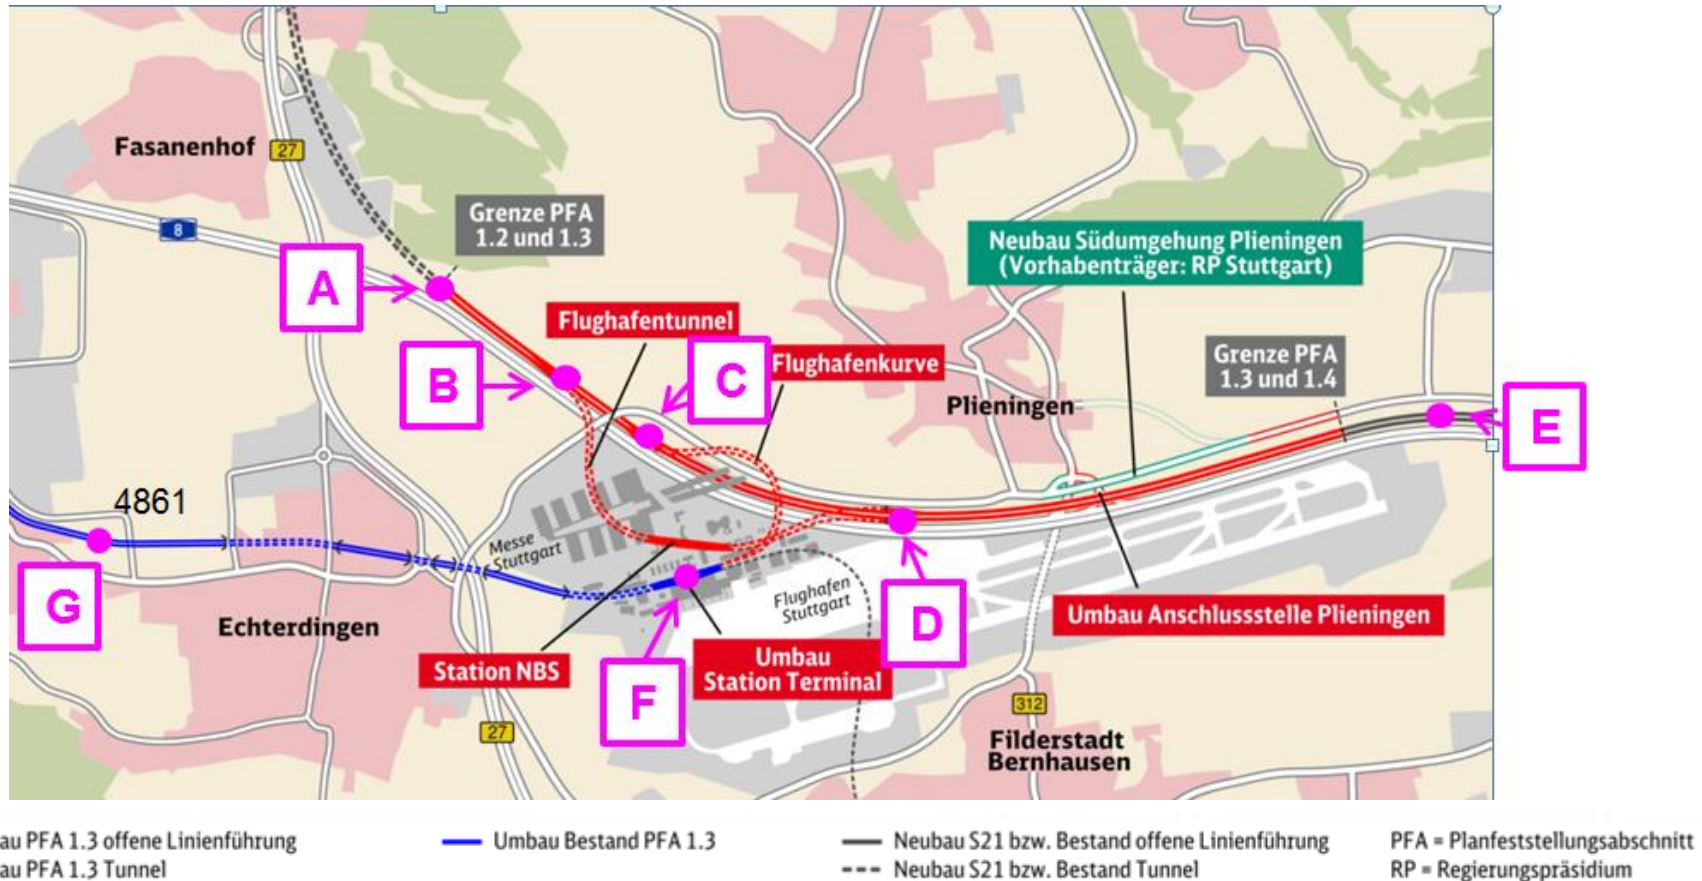 Fasanenhof
27
8
Grenze PFA
1.2 und 1.3
A
Neubau Südumgehung Plieningen
(Vorhabenträger: RP Stuttgart)
Flughafentunnel
B
C
Flughafenkurve
Grenze PFA
1.3 und 1.4
Plieningen
E
4861
Messe
Stuttgart
G
Echterdingen
Flughafen
Stuttgart
D
Umbau Anschlussstelle Plieningen
Station NBS
F
Umbau
Station Terminal
27
312
Filderstadt
Bernhausen
au PFA 1.3 offene Linienführung
au PFA 1.3 Tunnel
Umbau Bestand PFA 1.3
Neubau S21 bzw. Bestand offene Linienführung
Neubau S21 bzw. Bestand Tunnel
PFA = Planfeststellungsabschnitt
RP = Regierungspräsidium